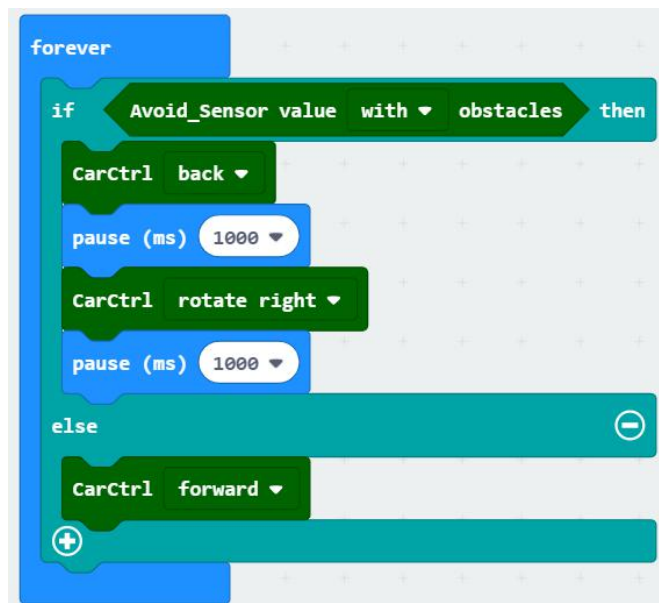 forever
if Avoid_Sensor value with obstacles then
CarCtrl back
pause (ms) 1000
CarCtrl rotate right
pause (ms) 1000
else
CarCtrl forward